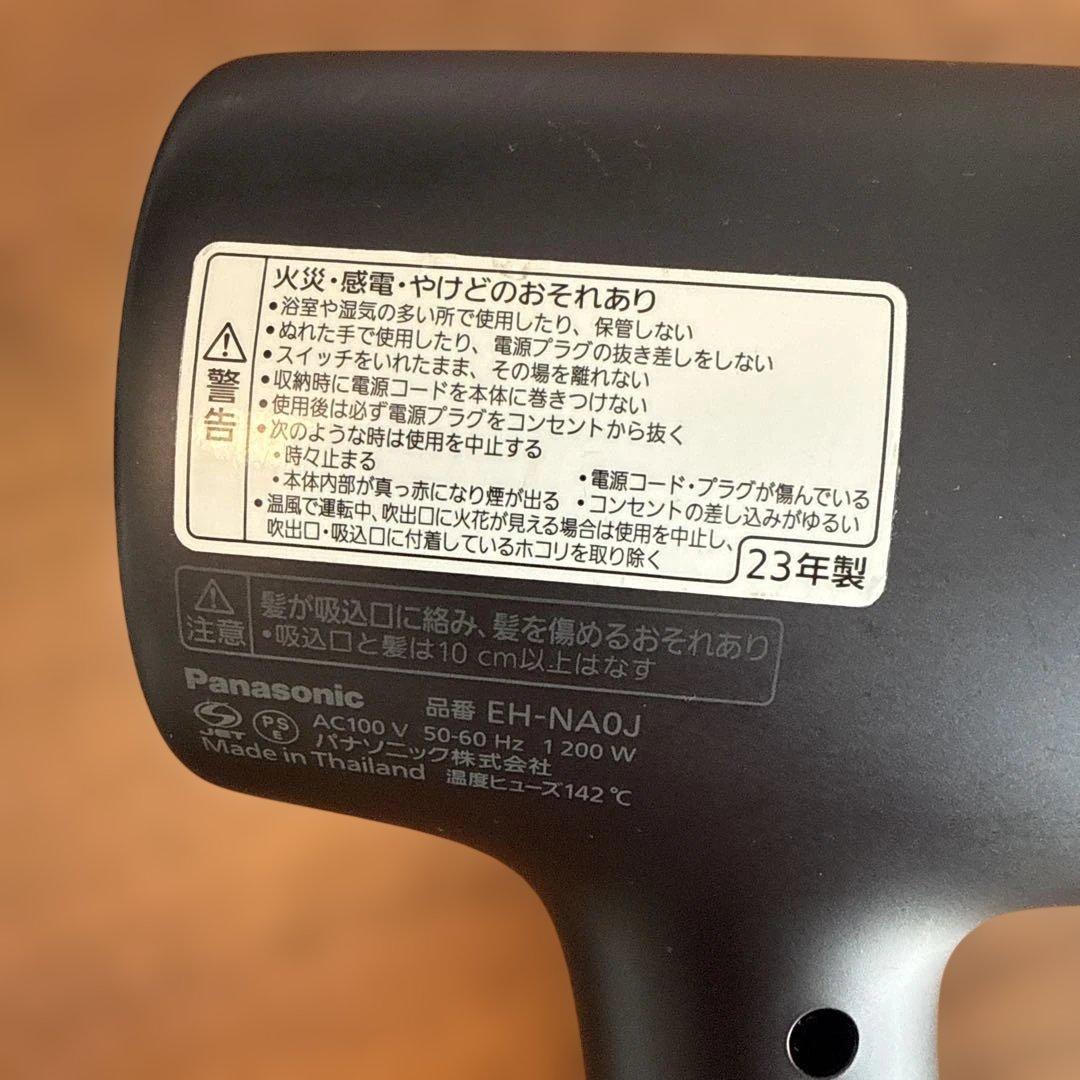 警告
火災・感電・やけどのおそれあり
・浴室や湿気の多い所で使用したり、保管しない
・ぬれた手で使用したり、電源プラグの抜き差しをしない
・スイッチをいれたまま、その場を離れない
・収納時に電源コードを本体に巻きつけない
・使用後は必ず電源プラグをコンセントから抜く
・次のような時は使用を中止する
・時々止まる
・電源コード・プラグが傷んでいる
・本体内部が真っ赤になり煙が出る
・コンセントの差し込みがゆるい
・温風で運転中、吹出口に火花が見える場合は使用を中止し、
吹出口・吸込口に付着しているホコリを取り除く
23年製
注意
髪が吸込口に絡み、髪を傷めるおそれあり
・吸込口と髪は10 cm以上はなす
Panasonic 品番 EH-NA0J
JET PS E AC100 V 50-60 Hz 1 200 W
パナソニック株式会社
Made in Thailand 温度ヒューズ142 ℃